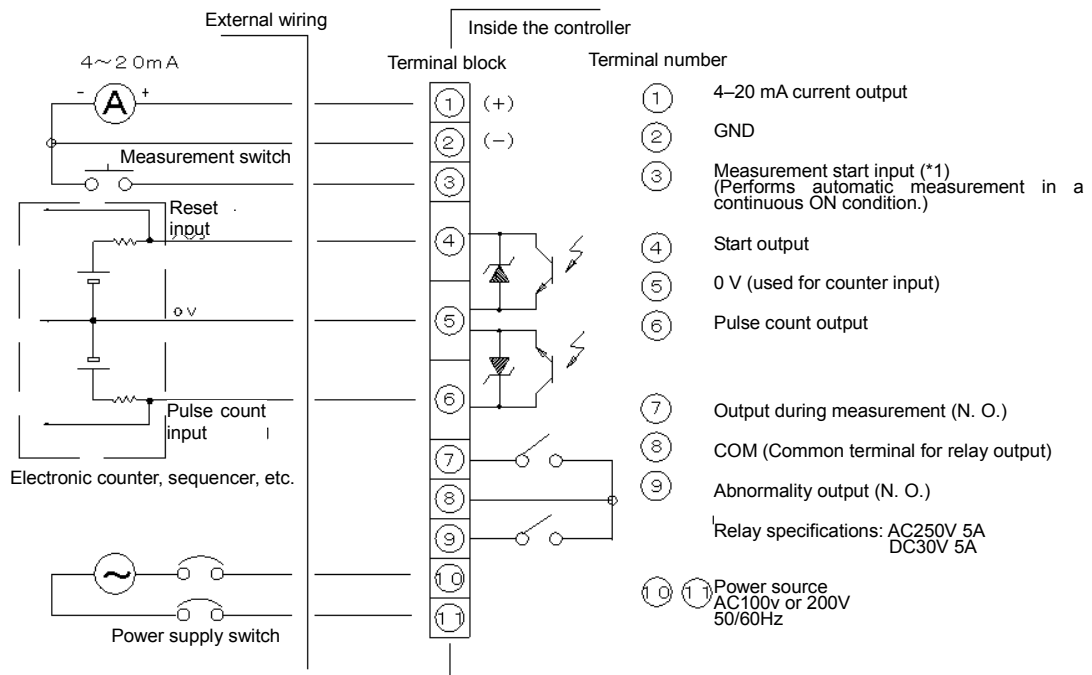 External wiring
Inside the controller
4~20mA
Terminal block
Terminal number
- A +
1 (+)
2 (−)
3
4
5
6
7
8
9
10
11
Measurement switch
Reset
input
0V
Pulse count
input
Electronic counter, sequencer, etc.
~
Power supply switch
1 4–20 mA current output
2 GND
3 Measurement start input (*1)
(Performs automatic measurement in a
continuous ON condition.)
4 Start output
5 0 V (used for counter input)
6 Pulse count output
7 Output during measurement (N. O.)
8 COM (Common terminal for relay output)
9 Abnormality output (N. O.)
Relay specifications: AC250V 5A
DC30V 5A
10 11 Power source
AC100v or 200V
50/60Hz